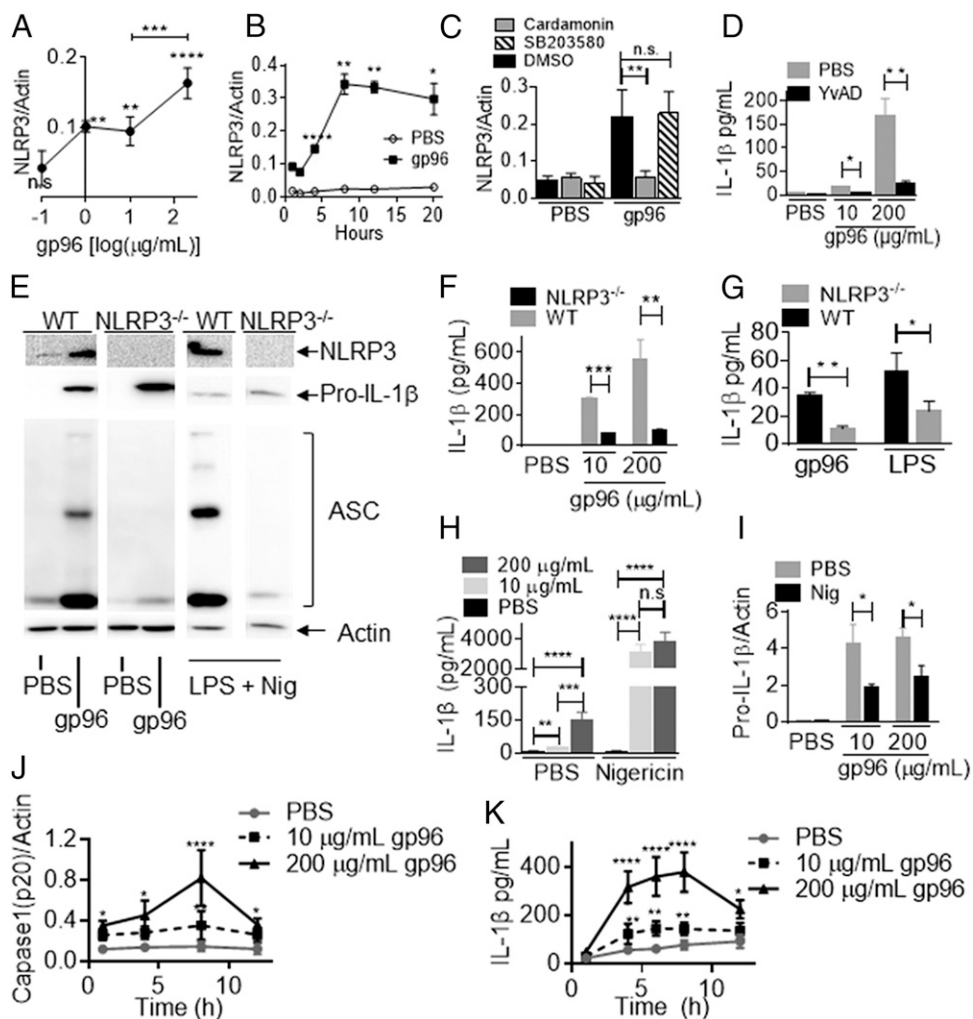 A
NLRP3/Actin
0.2
0.1
***
****
**
**
n.s
-1 0 1 2
gp96 [log(µg/mL)]
B
NLRP3/Actin
0.4
0.3
0.2
0.1
0.0
** ** *
****
PBS
gp96
0 5 10 15 20
Hours
C
Cardamonin
SB203580
DMSO
n.s.
**
NLRP3/Actin
0.3
0.2
0.1
0.0
PBS gp96
D
PBS
YvAD
IL-1β pg/mL
200
150
100
50
0
* *
*
PBS 10 200
gp96 (µg/mL)
E
WT NLRP3-/- WT NLRP3-/-
NLRP3
Pro-IL-1β
ASC
Actin
PBS gp96 PBS gp96 LPS + Nig
F
NLRP3-/-
WT
IL-1β (pg/mL)
600
400
200
0
**
***
PBS 10 200
gp96 (µg/mL)
G
NLRP3-/-
WT
IL-1β pg/mL
80
60
40
20
0
* *
*
gp96 LPS
H
200 µg/mL
10 µg/mL
PBS
****
n.s
****
IL-1β (pg/mL)
4000
2000
300
150
0
****
***
**
PBS Nigericin
I
PBS
Nig
Pro-IL-1β/Actin
6
4
2
0
* *
PBS 10 200
gp96 (µg/mL)
J
PBS
10 µg/mL gp96
200 µg/mL gp96
Capase1(p20)/Actin
1.2
0.8
0.4
0.0
****
* * *
0 5 10
Time (h)
K
PBS
10 µg/mL gp96
200 µg/mL gp96
IL-1β pg/mL
400
200
0
**** **** ****
*
** ** **
0 5 10
Time (h)